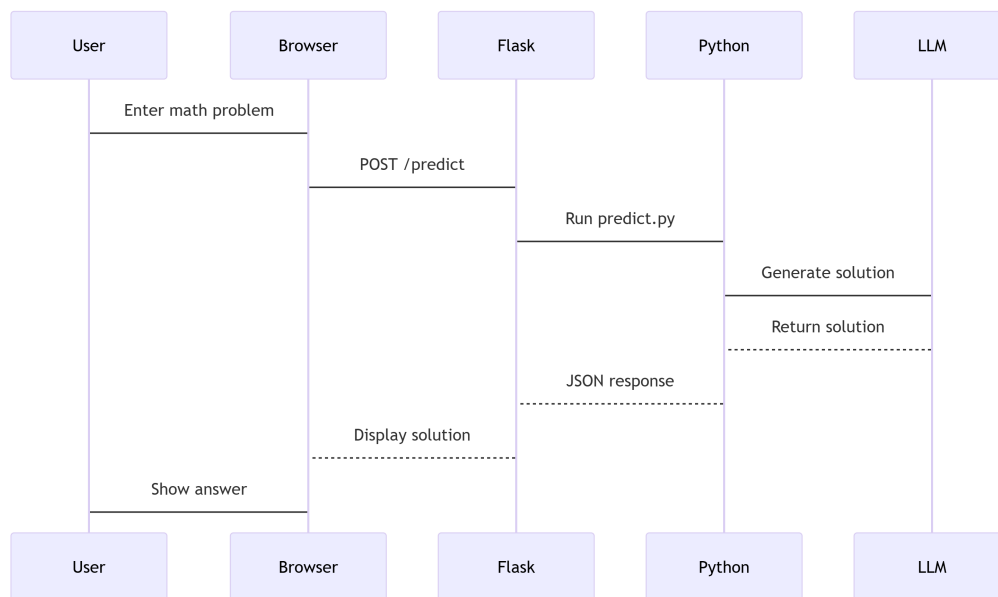 User Browser Flask Python LLM
Enter math problem
POST /predict
Run predict.py
Generate solution
Return solution
JSON response
Display solution
Show answer
User Browser Flask Python LLM